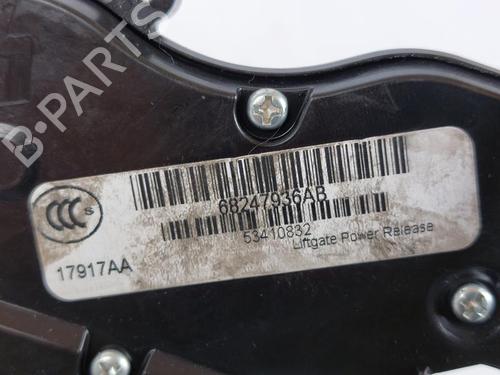 B-PARTS
68247936AB
53410832
Liftgate Power Release
CCC S
17917AA